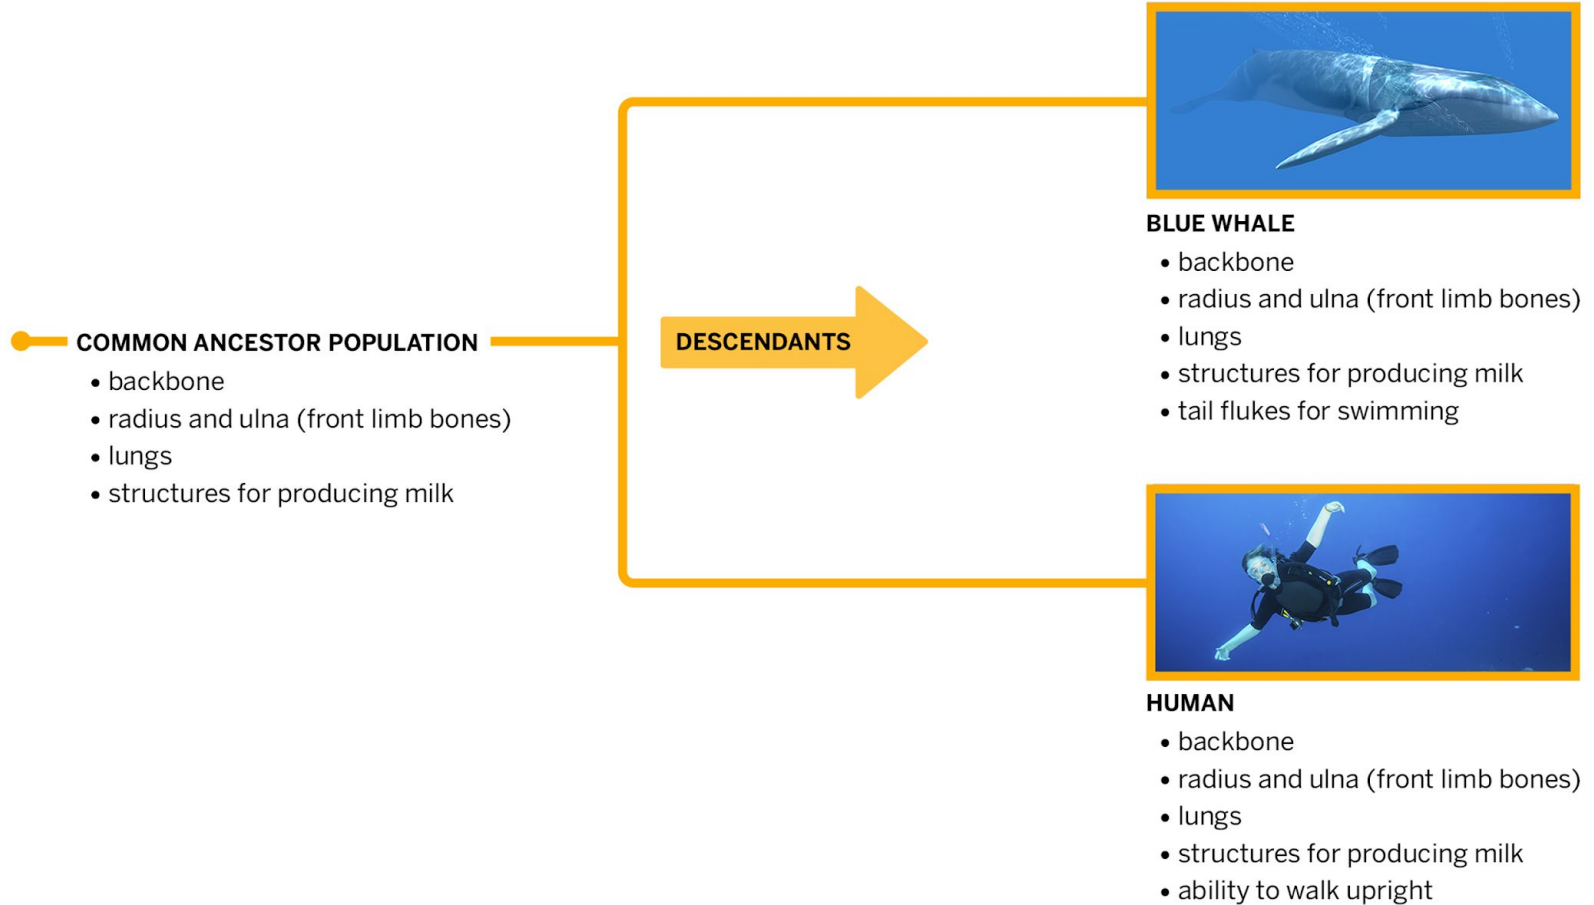 COMMON ANCESTOR POPULATION
• backbone
• radius and ulna (front limb bones)
• lungs
• structures for producing milk
DESCENDANTS
BLUE WHALE
• backbone
• radius and ulna (front limb bones)
• lungs
• structures for producing milk
• tail flukes for swimming
HUMAN
• backbone
• radius and ulna (front limb bones)
• lungs
• structures for producing milk
• ability to walk upright